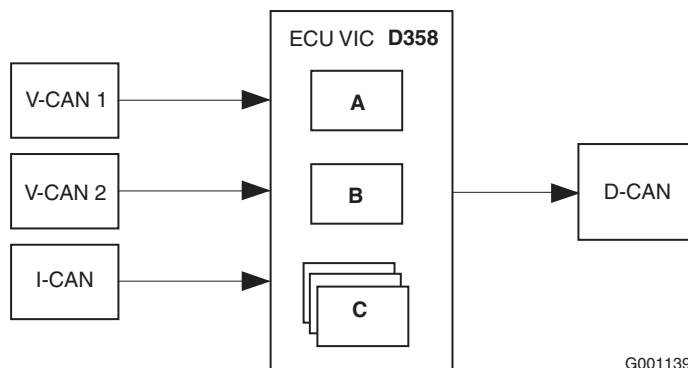 ECU VIC D358
V-CAN 1
A
V-CAN 2
B
D-CAN
I-CAN
C
G001139